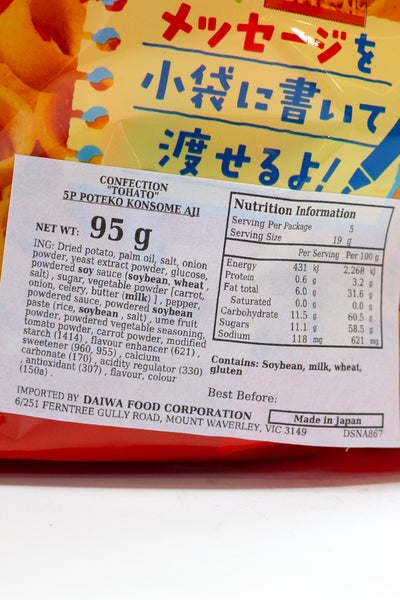 メッセージを
小袋に書いて
渡せるよ!
CONFECTION
"TOHATO"
5P POTEKO KONSOME AJI
NET WT: 95 g
ING: Dried potato, palm oil, salt, onion
powder, yeast extract powder, glucose,
powdered soy sauce (soybean, wheat,
salt), sugar, vegetable powder [carrot,
onion, celery, butter (milk)], pepper,
powdered sauce, powdered soybean
paste (rice, soybean, salt), ume fruit
powder, powdered vegetable seasoning,
tomato powder, carrot powder, modified
starch (1414), flavour enhancer (621),
sweetener (960, 955), calcium
carbonate (170), acidity regulator (330)
, antioxidant (307), flavour, colour
(150a).
Nutrition Information
Serving Per Package 5
Serving Size 19 g
Per Serving Per 100 g
Energy 431 kJ 2,268 kJ
Protein 0.6 g 3.2 g
Fat total 6.0 g 31.6 g
Saturated 0.0 g 0.0 g
Carbohydrate 11.5 g 60.5 g
Sugars 11.1 g 58.5 g
Sodium 118 mg 621 mg
Contains: Soybean, milk, wheat,
gluten
Best Before:
IMPORTED BY DAIWA FOOD CORPORATION
6/251 FERNTREE GULLY ROAD, MOUNT WAVERLEY, VIC 3149
Made in Japan
DSNA867